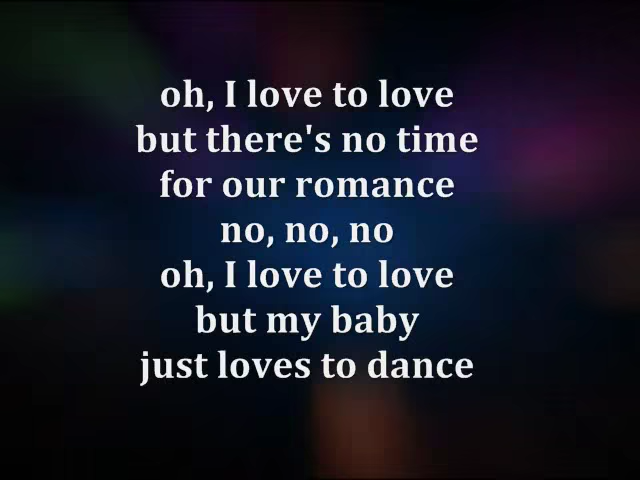 oh, I love to love
but there's no time
for our romance
no, no, no
oh, I love to love
but my baby
just loves to dance